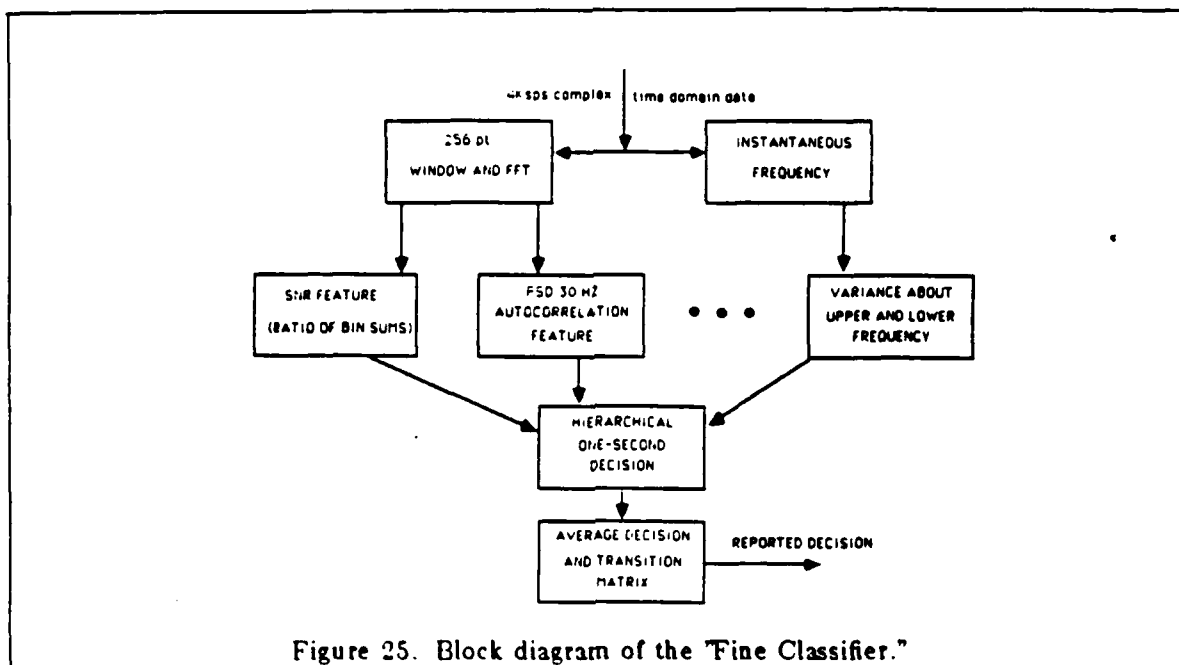 4K sps complex time domain data
256 pt
WINDOW AND FFT
INSTANTANEOUS
FREQUENCY
SNR FEATURE
(RATIO OF BIN SUMS)
PSD 30 HZ
AUTOCORRELATION
FEATURE
• • •
VARIANCE ABOUT
UPPER AND LOWER
FREQUENCY
HIERARCHICAL
ONE-SECOND
DECISION
AVERAGE DECISION
AND TRANSITION
MATRIX
REPORTED DECISION
Figure 25. Block diagram of the "Fine Classifier."